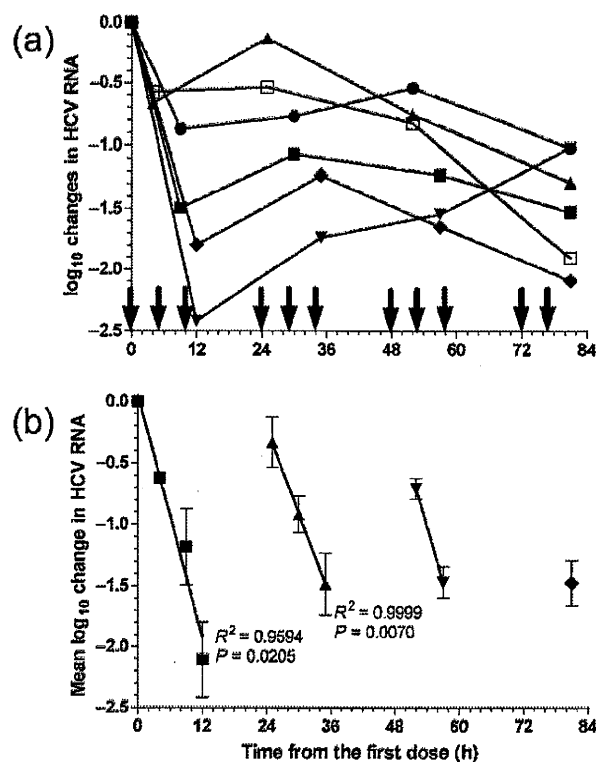 (a)
log10 changes in HCV RNA
0.0
−0.5
−1.0
−1.5
−2.0
−2.5
0 12 24 36 48 60 72 84
(b)
Mean log10 change in HCV RNA
0.0
−0.5
−1.0
−1.5
−2.0
−2.5
R2 = 0.9594
P = 0.0205
R2 = 0.9999
P = 0.0070
0 12 24 36 48 60 72 84
Time from the first dose (h)